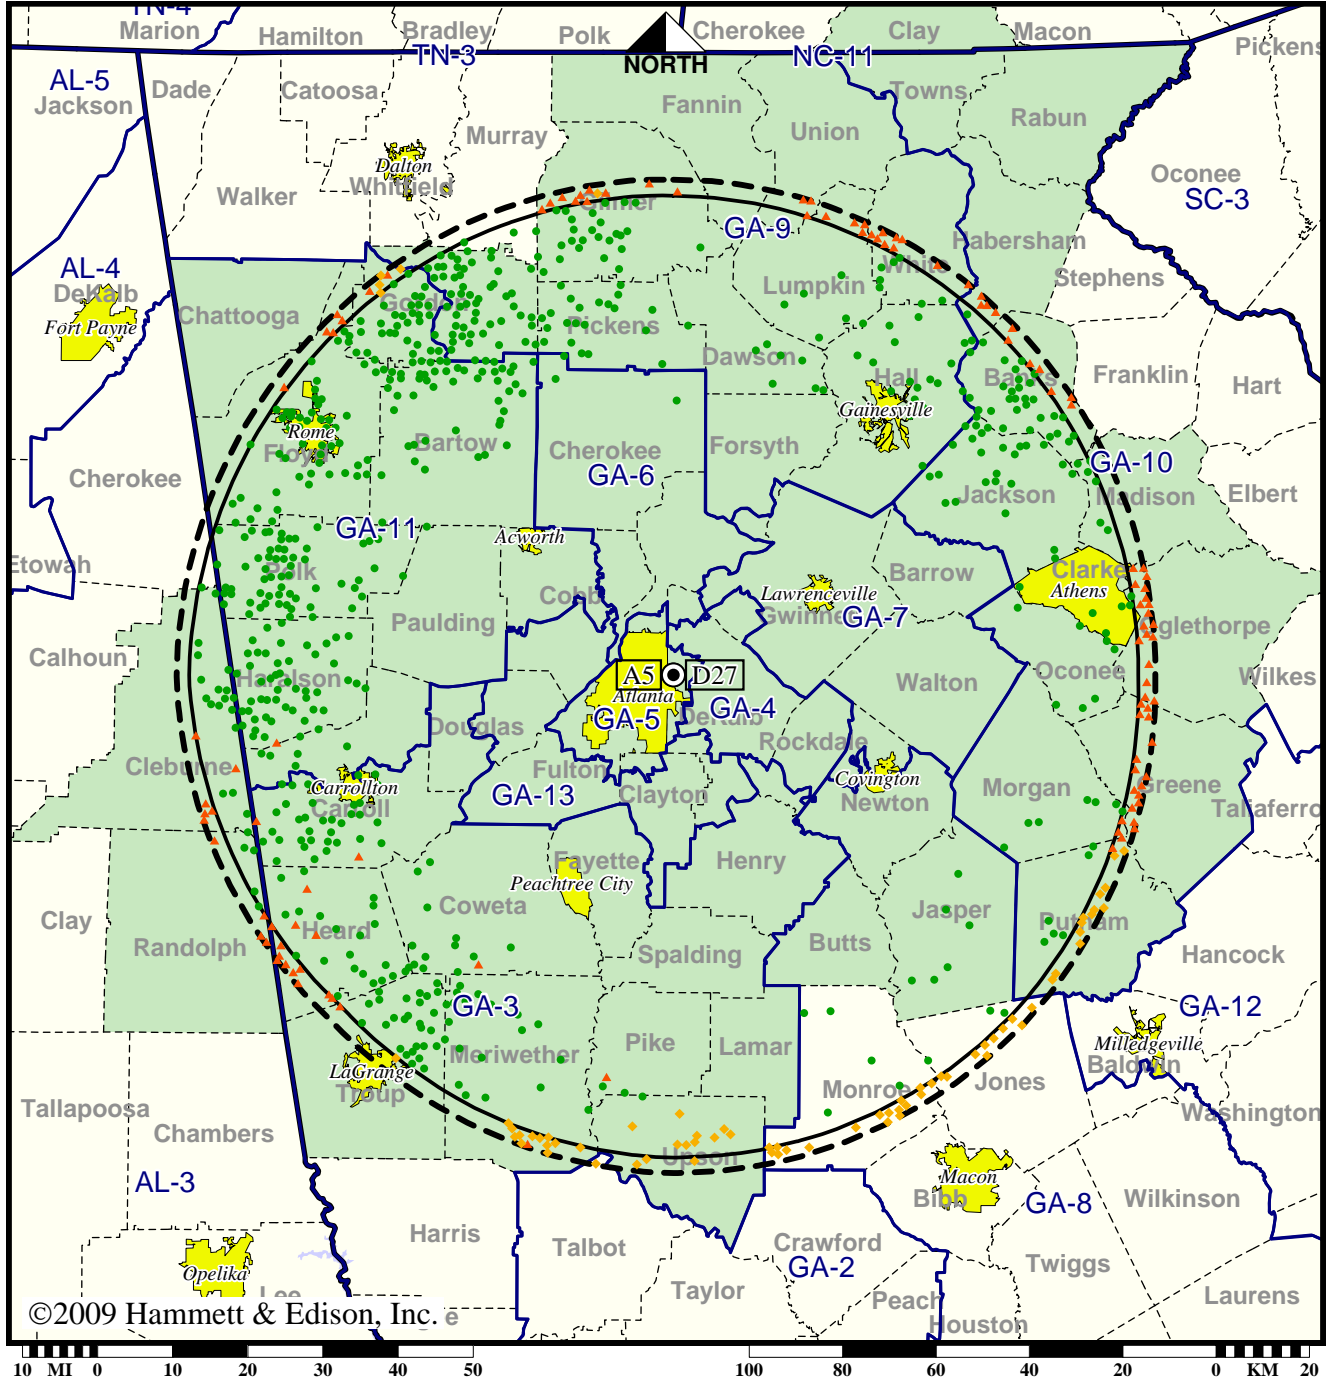 TN-4
Marion
Hamilton
Bradley
Polk
Cherokee
Clay
Macon
Pickens
TN-3
NORTH
NC-11
AL-5
Jackson
Dade
Catoosa
Murray
Fannin
Union
Towns
Rabun
Dalton
Whitfield
Walker
Gilmer
Oconee
SC-3
GA-9
Habersham
White
Stephens
AL-4
DeKalb
Fort Payne
Chattooga
Gordon
Pickens
Lumpkin
Dawson
Hall
Banks
Franklin
Hart
Gainesville
Rome
Floyd
Bartow
Cherokee
Forsyth
GA-6
GA-10
Cherokee
Jackson
Madison
Elbert
GA-11
Acworth
Etowah
Polk
Cobb
Lawrenceville
Gwinne
GA-7
Barrow
Clarke
Athens
Paulding
Oglethorpe
Calhoun
Haralson
A5
D27
Atlanta
GA-5
DeKalb
GA-4
Walton
Oconee
Wilkes
Douglas
Rockdale
Cleburne
Carrollton
Carroll
Fulton
GA-13
Clayton
Covington
Newton
Morgan
Greene
Taliaferro
Fayette
Peachtree City
Henry
Clay
Randolph
Heard
Coweta
Spalding
Butts
Jasper
Putnam
Hancock
GA-3
GA-12
Meriwether
Pike
Lamar
Monroe
Jones
Milledgeville
Baldwin
LaGrange
Troup
Tallapoosa
Chambers
Washington
Upson
AL-3
Macon
Bibb
GA-8
Wilkinson
Harris
Talbot
Crawford
GA-2
Twiggs
Opelika
Lee
Taylor
Peach
Houston
Laurens
©2009 Hammett & Edison, Inc.
e
10 MI 0 10 20 30 40 50
100 80 60 40 20 0 KM 20